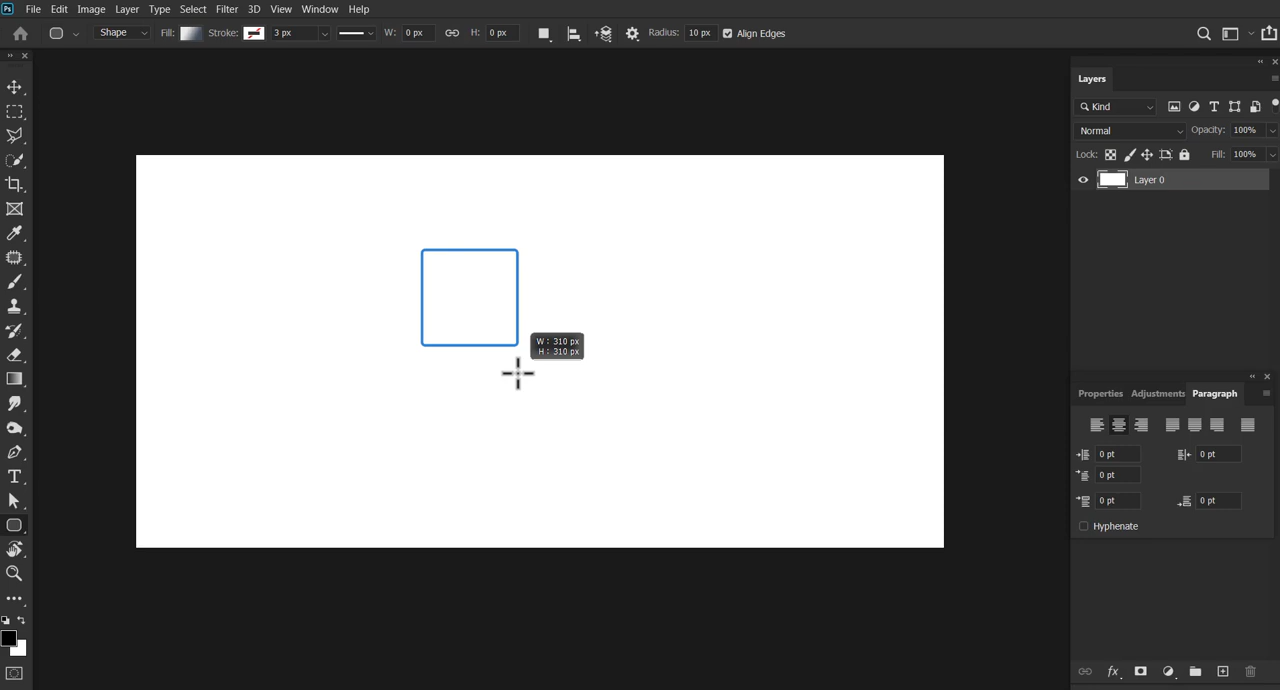 Ps File Edit Image Layer Type Select Filter 3D View Window Help
Shape Fill: Stroke: 3 px W: 0 px H: 0 px Radius: 10 px Align Edges
Layers
Kind
Normal Opacity: 100%
Lock: Fill: 100%
Layer 0
W: 310 px
H: 310 px
Properties Adjustments Paragraph
0 pt 0 pt
0 pt
0 pt 0 pt
Hyphenate
fx